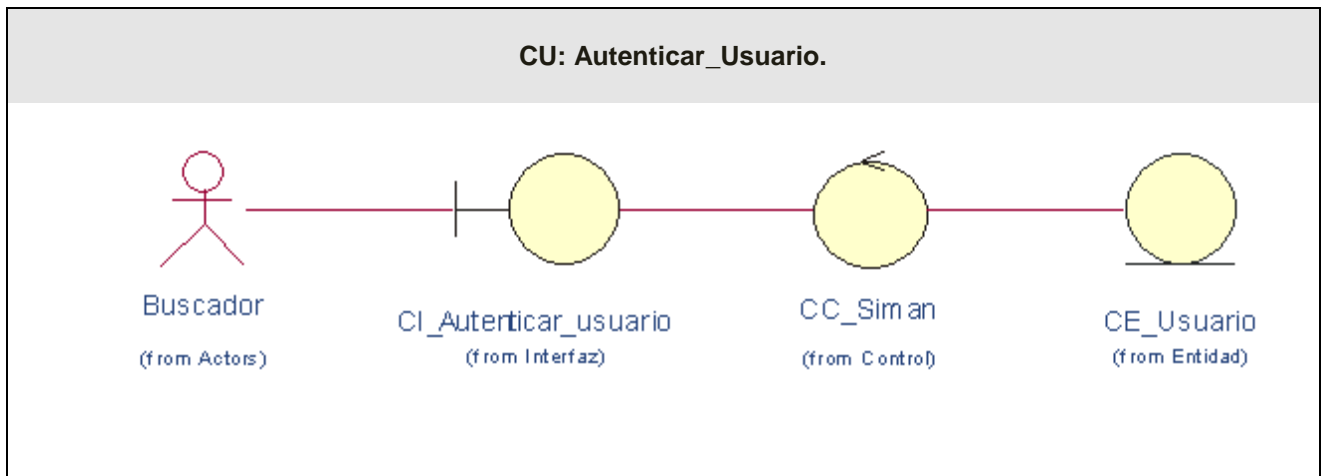 CU: Autenticar_Usuario.
Buscador
(from Actors)
CI_Autenticar_usuario
(from Interfaz)
CC_Siman
(from Control)
CE_Usuario
(from Entidad)